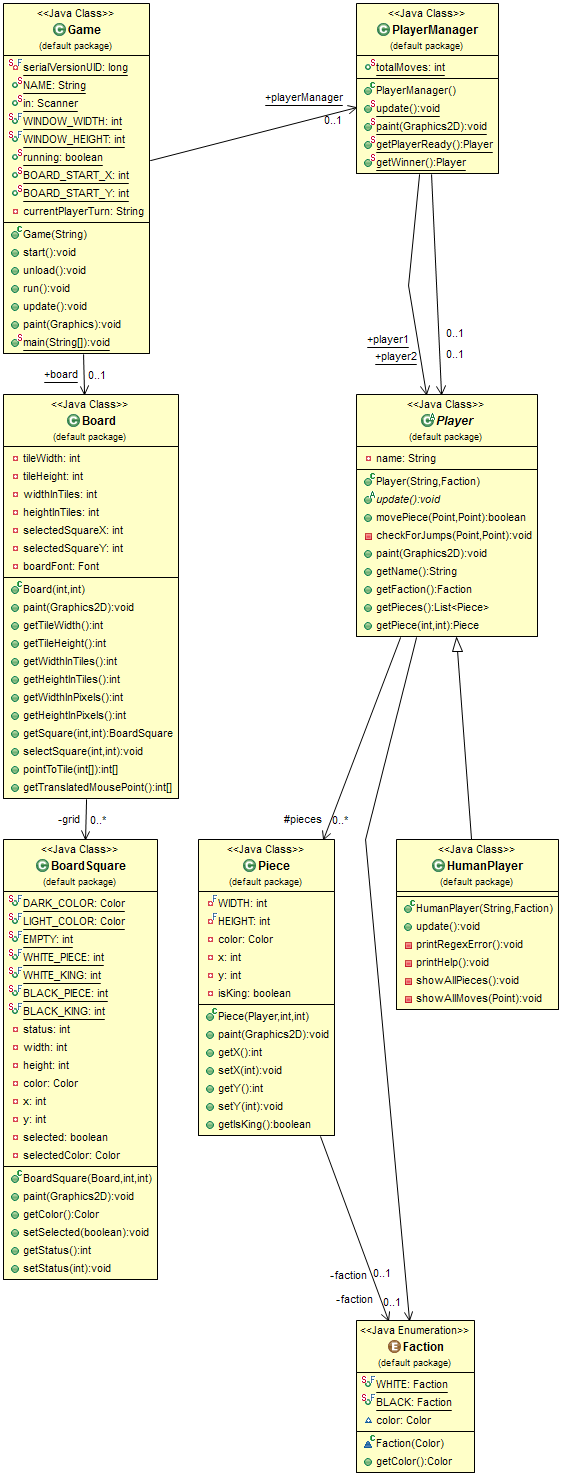 <<Java Class>>
Game
(default package)
serialVersionUID: long
NAME: String
in: Scanner
WINDOW_WIDTH: int
WINDOW_HEIGHT: int
running: boolean
BOARD_START_X: int
BOARD_START_Y: int
currentPlayerTurn: String
Game(String)
start():void
unload():void
run():void
update():void
paint(Graphics):void
main(String[]):void
+playerManager
0..1
<<Java Class>>
PlayerManager
(default package)
totalMoves: int
PlayerManager()
update():void
paint(Graphics2D):void
getPlayerReady():Player
getWinner():Player
+board
0..1
+player1
+player2
0..1
0..1
<<Java Class>>
Board
(default package)
tileWidth: int
tileHeight: int
widthInTiles: int
heightInTiles: int
selectedSquareX: int
selectedSquareY: int
boardFont: Font
Board(int,int)
paint(Graphics2D):void
getTileWidth():int
getTileHeight():int
getWidthInTiles():int
getHeightInTiles():int
getWidthInPixels():int
getHeightInPixels():int
getSquare(int,int):BoardSquare
selectSquare(int,int):void
pointToTile(int[]):int[]
getTranslatedMousePoint():int[]
<<Java Class>>
Player
(default package)
name: String
Player(String,Faction)
update():void
movePiece(Point,Point):boolean
checkForJumps(Point,Point):void
paint(Graphics2D):void
getName():String
getFaction():Faction
getPieces():List<Piece>
getPiece(int,int):Piece
-grid
0..*
#pieces
0..*
<<Java Class>>
BoardSquare
(default package)
DARK_COLOR: Color
LIGHT_COLOR: Color
EMPTY: int
WHITE_PIECE: int
WHITE_KING: int
BLACK_PIECE: int
BLACK_KING: int
status: int
width: int
height: int
color: Color
x: int
y: int
selected: boolean
selectedColor: Color
BoardSquare(Board,int,int)
paint(Graphics2D):void
getColor():Color
setSelected(boolean):void
getStatus():int
setStatus(int):void
<<Java Class>>
Piece
(default package)
WIDTH: int
HEIGHT: int
color: Color
x: int
y: int
isKing: boolean
Piece(Player,int,int)
paint(Graphics2D):void
getX():int
setX(int):void
getY():int
setY(int):void
getIsKing():boolean
<<Java Class>>
HumanPlayer
(default package)
HumanPlayer(String,Faction)
update():void
printRegexError():void
printHelp():void
showAllPieces():void
showAllMoves(Point):void
-faction
0..1
-faction
0..1
<<Java Enumeration>>
Faction
(default package)
WHITE: Faction
BLACK: Faction
color: Color
Faction(Color)
getColor():Color